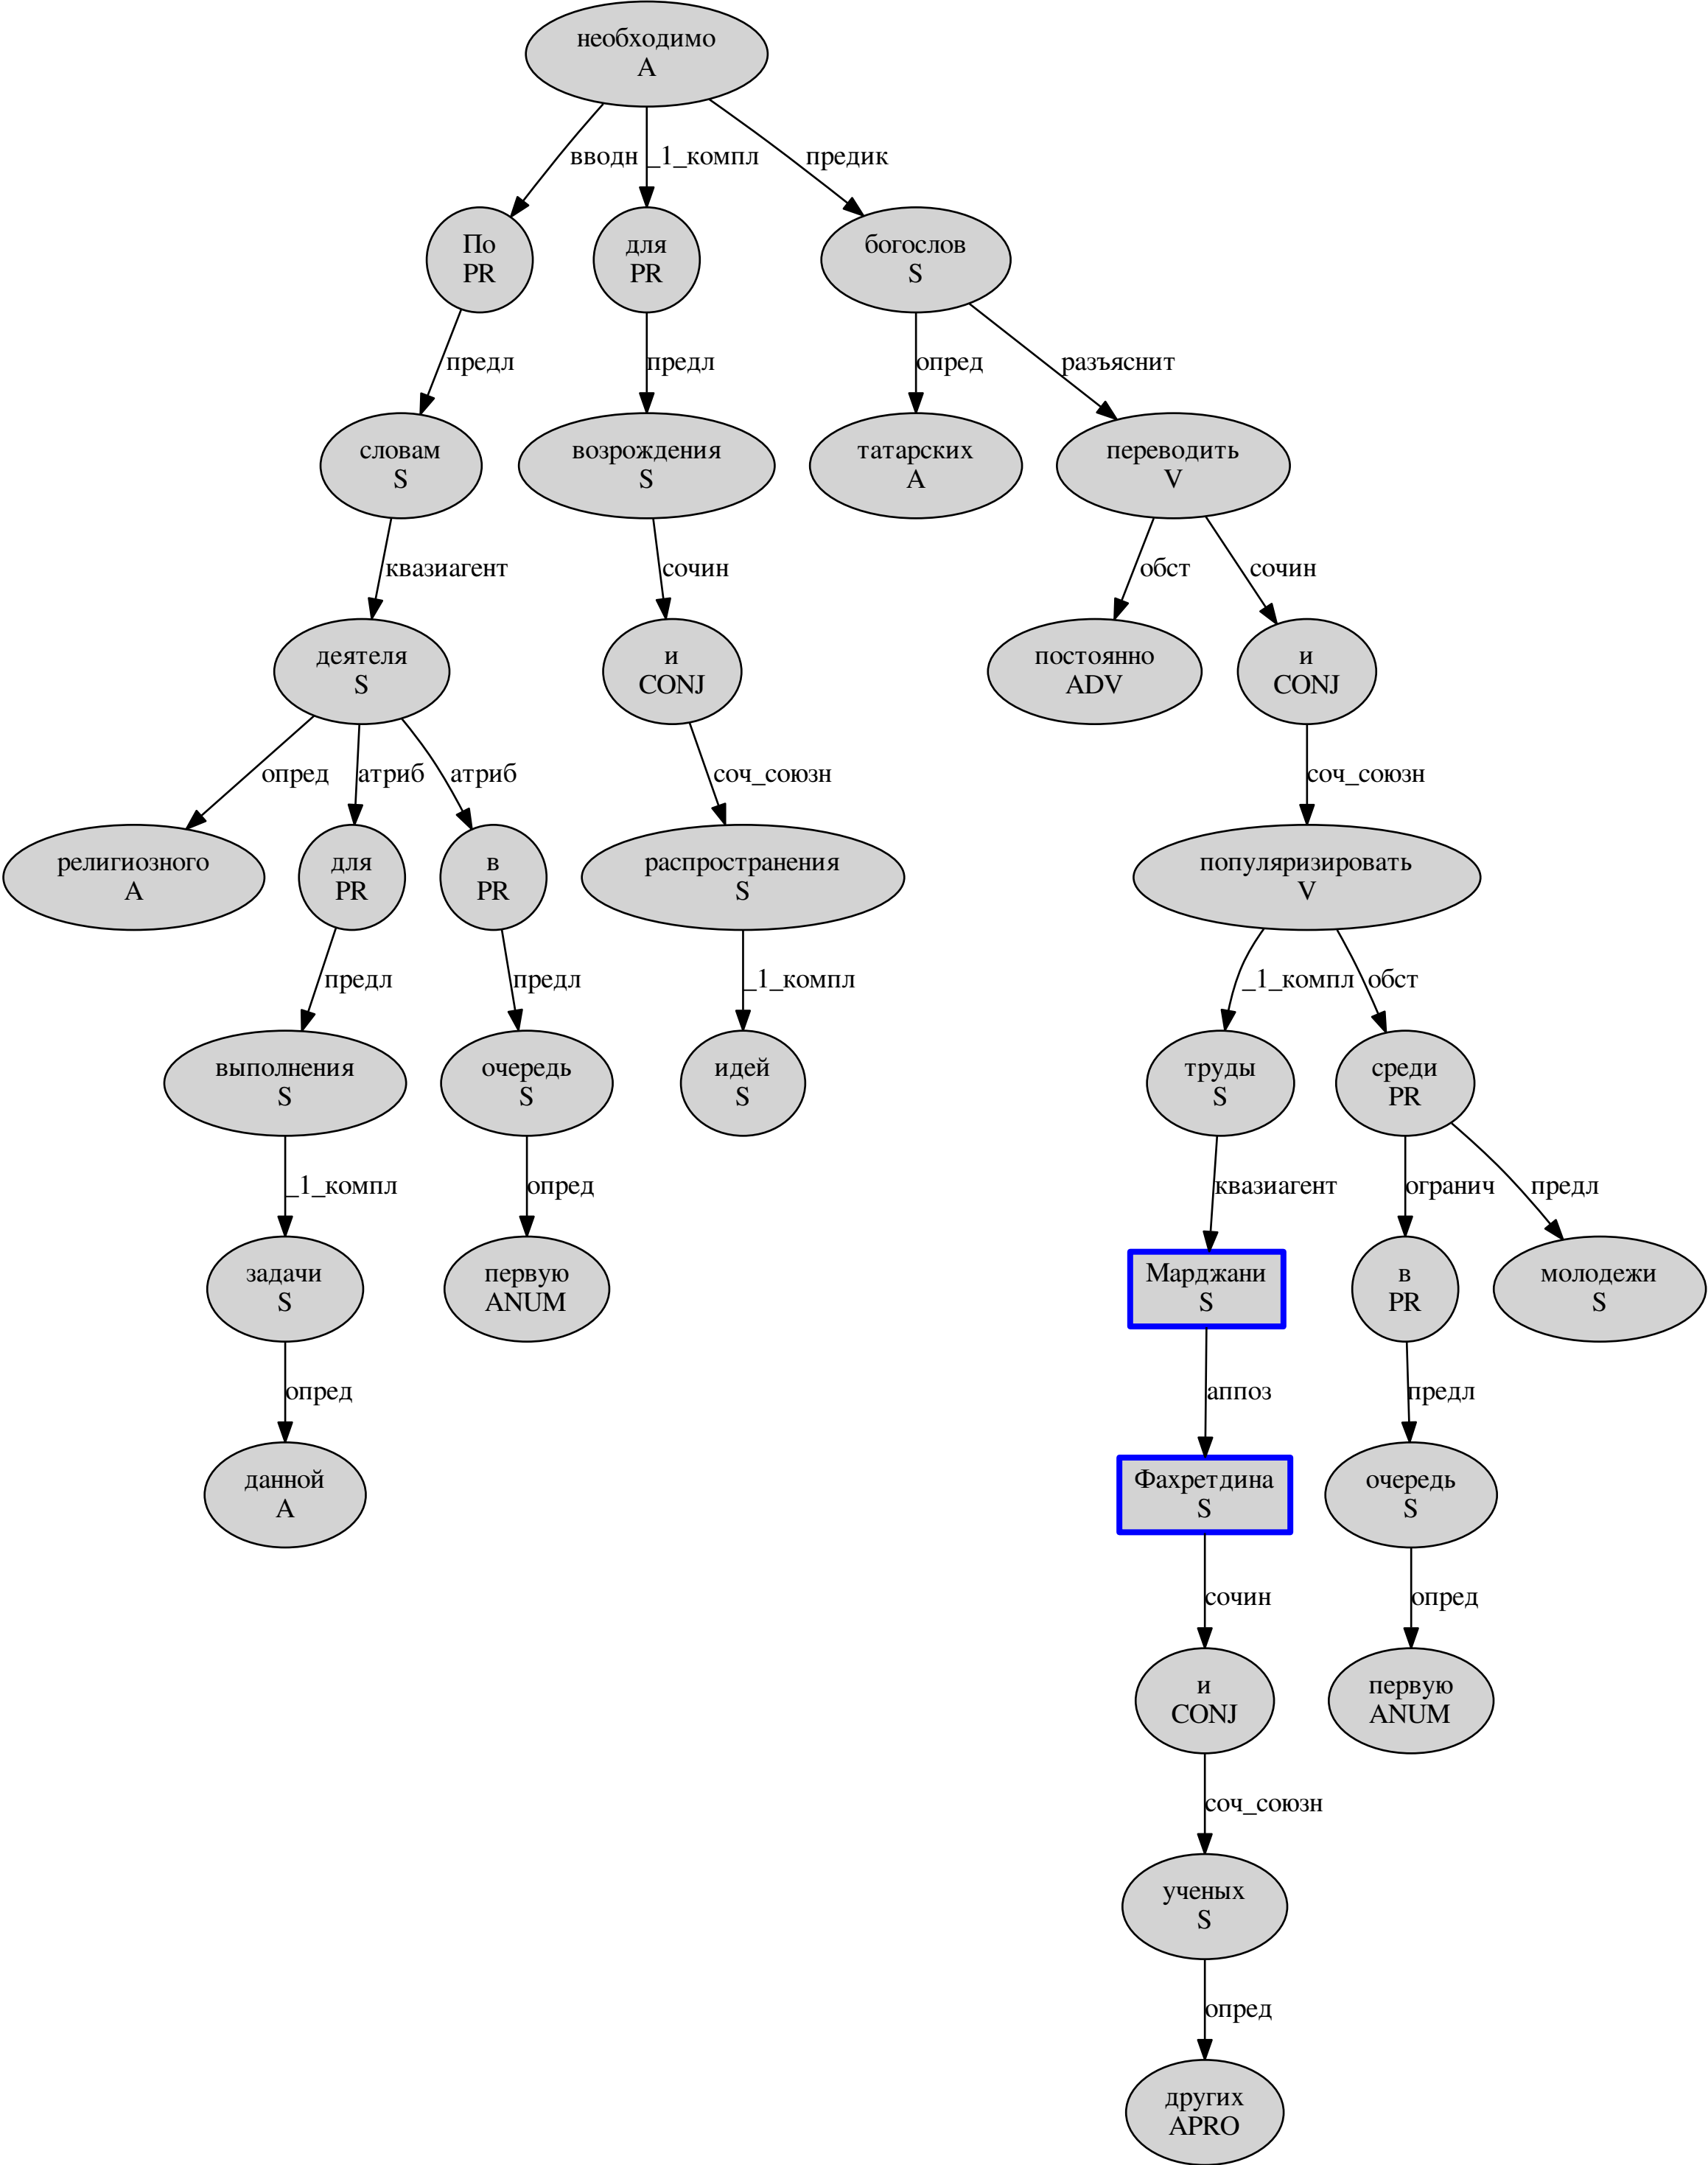 необходимо
A
вводн
_1_компл
предик
По
PR
для
PR
богослов
S
предл
предл
опред
разъяснит
словам
S
возрождения
S
татарских
A
переводить
V
квазиагент
сочин
обст
сочин
деятеля
S
и
CONJ
постоянно
ADV
и
CONJ
опред
атриб
атриб
соч_союзн
соч_союзн
религиозного
A
для
PR
в
PR
распространения
S
популяризировать
V
предл
предл
_1_компл
_1_компл
обст
выполнения
S
очередь
S
идей
S
труды
S
среди
PR
_1_компл
опред
квазиагент
огранич
предл
задачи
S
первую
ANUM
Марджани
S
в
PR
молодежи
S
опред
аппоз
предл
данной
A
Фахретдина
S
очередь
S
сочин
опред
и
CONJ
первую
ANUM
соч_союзн
ученых
S
опред
других
APRO